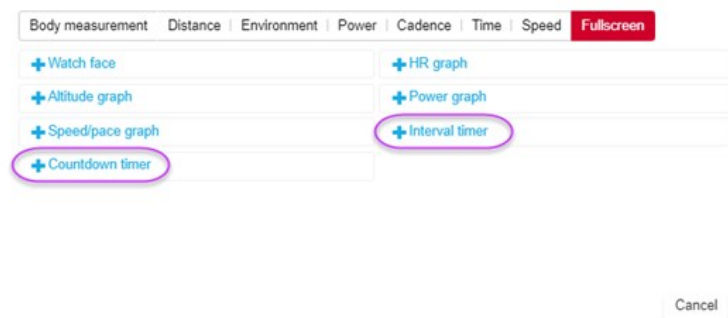 Body measurement Distance Environment Power Cadence Time Speed Fullscreen
+Watch face +HR graph
+Altitude graph +Power graph
+Speed/pace graph +Interval timer
+Countdown timer
Cancel